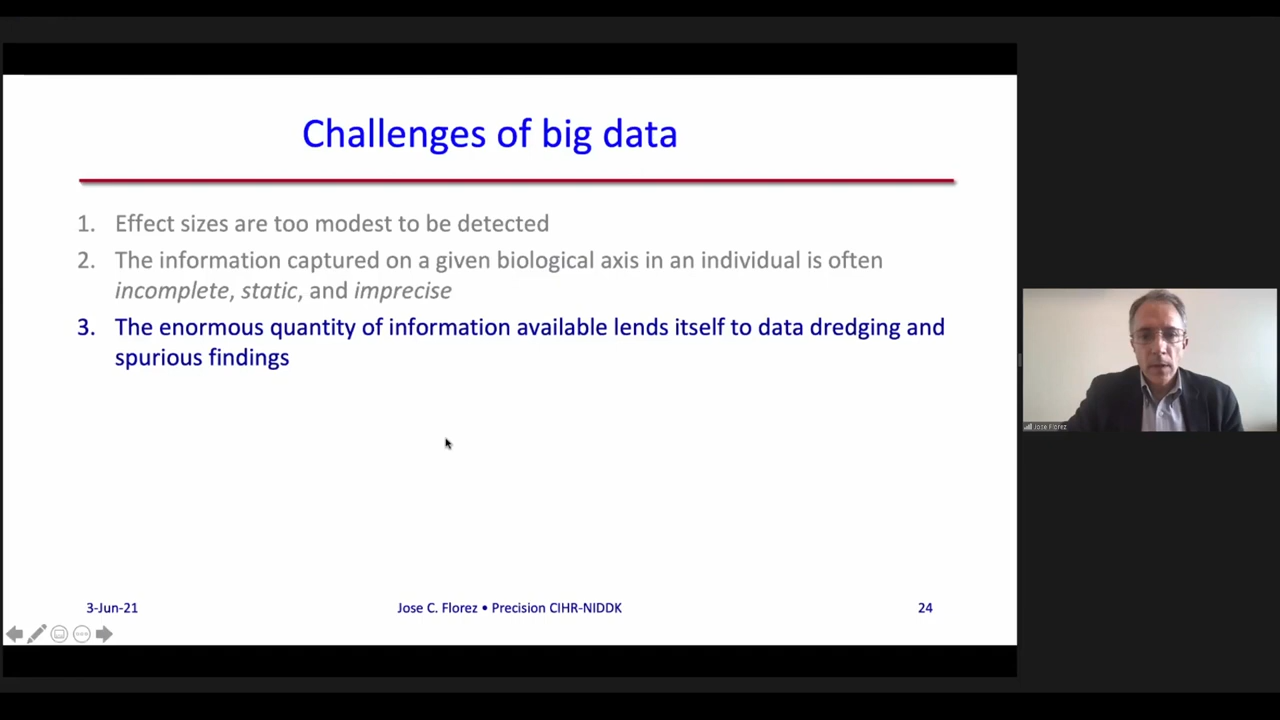 Challenges of big data
1. Effect sizes are too modest to be detected
2. The information captured on a given biological axis in an individual is often
incomplete, static, and imprecise
3. The enormous quantity of information available lends itself to data dredging and
spurious findings
Jose Florez
3-Jun-21
Jose C. Florez • Precision CIHR-NIDDK
24